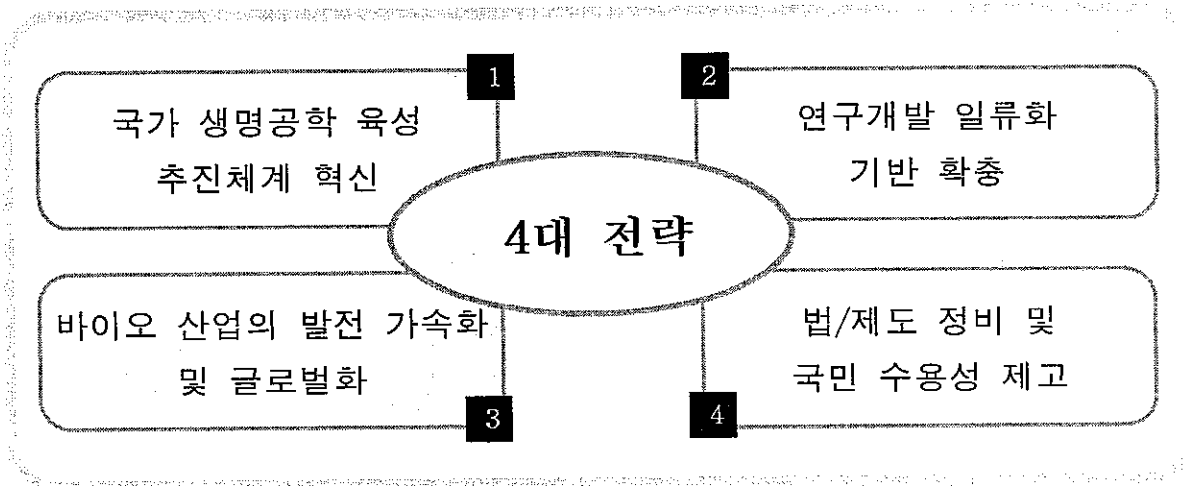 1
국가 생명공학 육성
추진체계 혁신
2
연구개발 일류화
기반 확충
4대 전략
바이오 산업의 발전 가속화
및 글로벌화
3
법/제도 정비 및
국민 수용성 제고
4